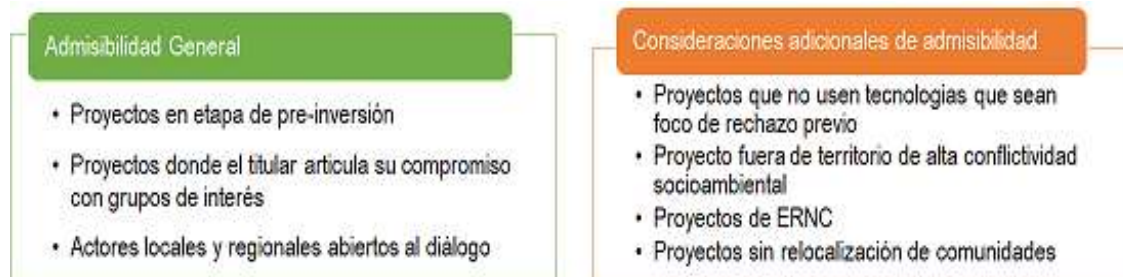 Admisibilidad General
• Proyectos en etapa de pre-inversión
• Proyectos donde el titular articula su compromiso
con grupos de interés
• Actores locales y regionales abiertos al diálogo
Consideraciones adicionales de admisibilidad
• Proyectos que no usen tecnologias que sean
foco de rechazo previo
• Proyecto fuera de territorio de alta conflictividad
socioambiental
• Proyectos de ERNC
• Proyectos sin relocalización de comunidades